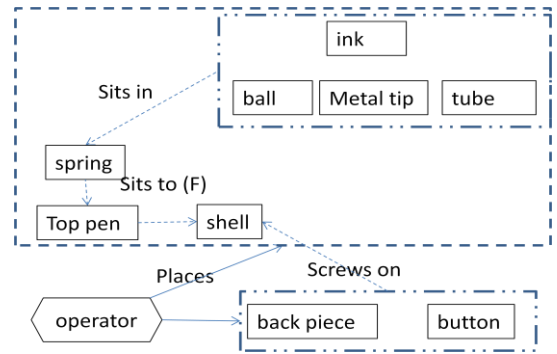 ink
Sits in
ball
Metal tip
tube
spring
Sits to (F)
Top pen
shell
Places
Screws on
operator
back piece
button